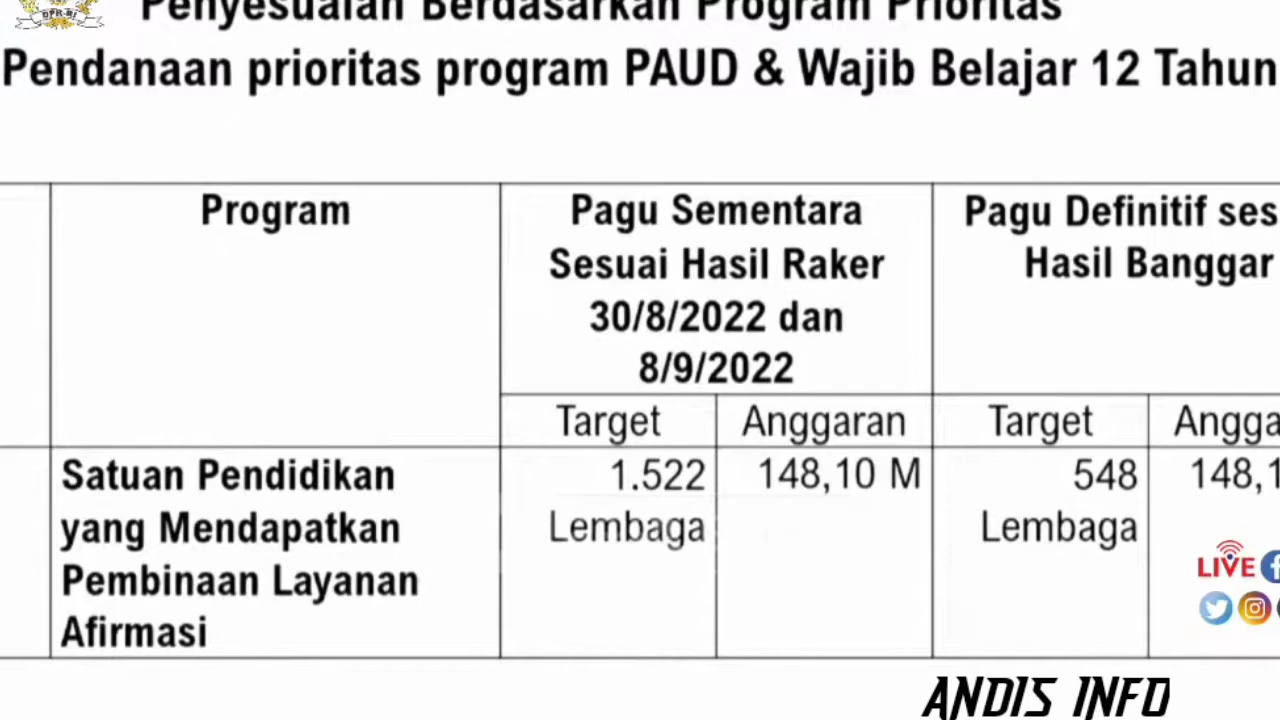 DPR-RI
Penyesuaian Berdasarkan Program Prioritas
Pendanaan prioritas program PAUD & Wajib Belajar 12 Tahun
Program
Pagu Sementara
Sesuai Hasil Raker
30/8/2022 dan
8/9/2022
Pagu Definitif ses
Hasil Banggar
Target
Anggaran
Target
Angga
Satuan Pendidikan
yang Mendapatkan
Pembinaan Layanan
Afirmasi
1.522
Lembaga
148,10 M
548
Lembaga
148,1
LIVE
ANDIS INFO